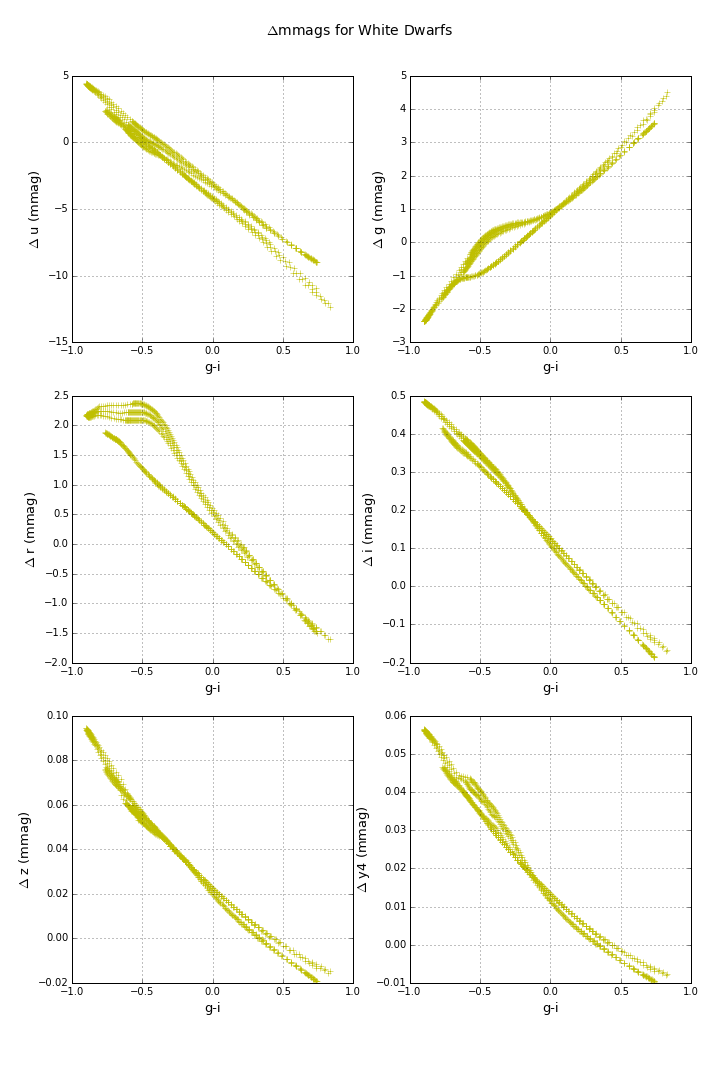 Δmmags for White Dwarfs
5
0
−5
−10
−15
−1.0 −0.5 0.0 0.5 1.0
g-i
Δ u (mmag)
5
4
3
2
1
0
−1
−2
−3
−1.0 −0.5 0.0 0.5 1.0
g-i
Δ g (mmag)
2.5
2.0
1.5
1.0
0.5
0.0
−0.5
−1.0
−1.5
−2.0
−1.0 −0.5 0.0 0.5 1.0
g-i
Δ r (mmag)
0.5
0.4
0.3
0.2
0.1
0.0
−0.1
−0.2
−1.0 −0.5 0.0 0.5 1.0
g-i
Δ i (mmag)
0.10
0.08
0.06
0.04
0.02
0.00
−0.02
−1.0 −0.5 0.0 0.5 1.0
g-i
Δ z (mmag)
0.06
0.05
0.04
0.03
0.02
0.01
0.00
−0.01
−1.0 −0.5 0.0 0.5 1.0
g-i
Δ y4 (mmag)